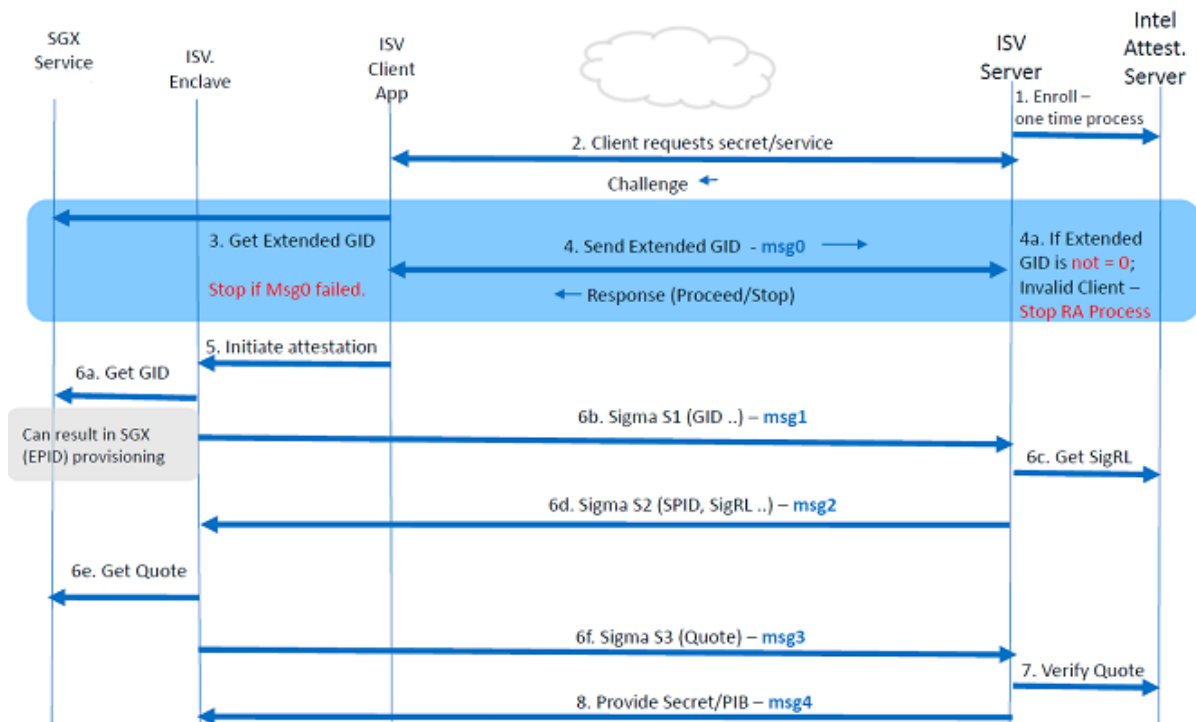 SGX
Service
ISV.
Enclave
ISV
Client
App
ISV
Server
Intel
Attest.
Server
1. Enroll –
one time process
2. Client requests secret/service
Challenge ←
3. Get Extended GID
Stop if Msg0 failed.
4. Send Extended GID - msg0 →
← Response (Proceed/Stop)
4a. If Extended
GID is not = 0;
Invalid Client –
Stop RA Process
5. Initiate attestation
6a. Get GID
Can result in SGX
(EPID) provisioning
6b. Sigma S1 (GID ..) – msg1
6c. Get SigRL
6d. Sigma S2 (SPID, SigRL ..) – msg2
6e. Get Quote
6f. Sigma S3 (Quote) – msg3
7. Verify Quote
8. Provide Secret/PIB – msg4